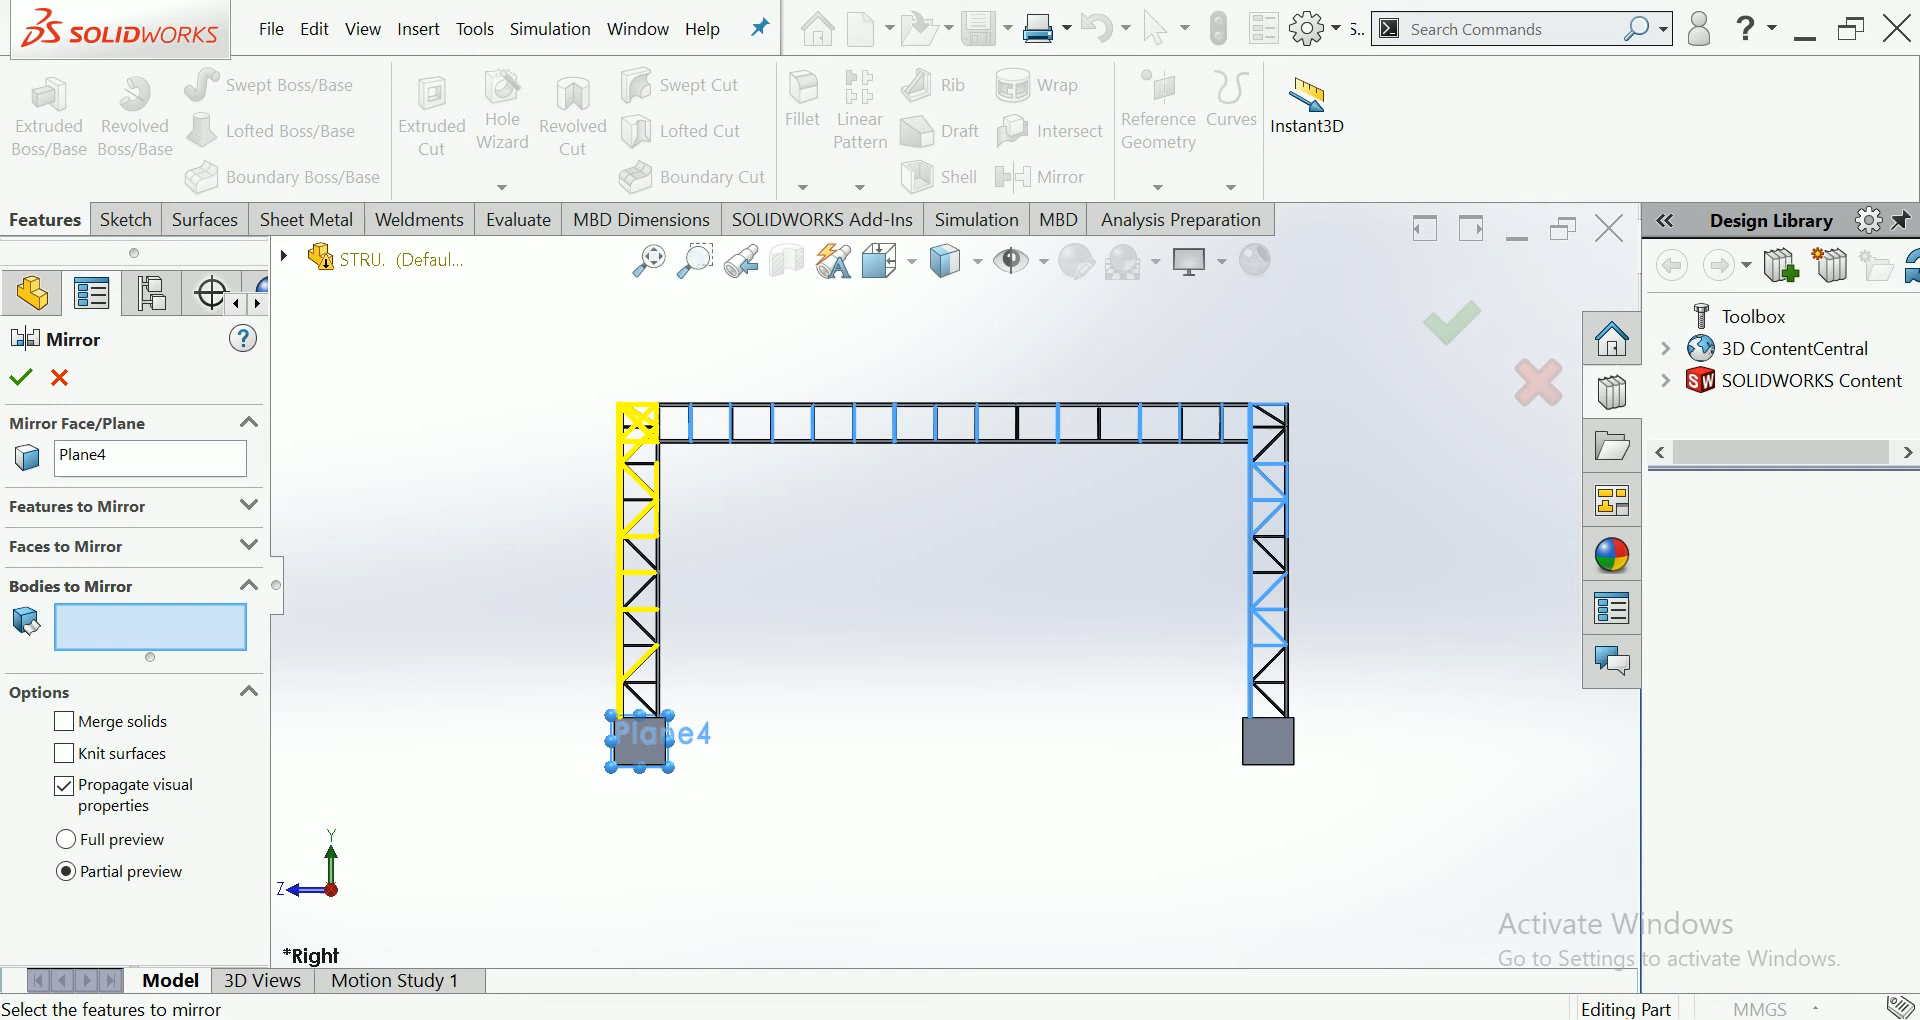 SOLIDWORKS
File Edit View Insert Tools Simulation Window Help
S..
Search Commands
Extruded Boss/Base
Revolved Boss/Base
Swept Boss/Base
Lofted Boss/Base
Boundary Boss/Base
Extruded Cut
Hole Wizard
Revolved Cut
Swept Cut
Lofted Cut
Boundary Cut
Fillet
Linear Pattern
Rib
Draft
Shell
Wrap
Intersect
Mirror
Reference Geometry
Curves
Instant3D
Features Sketch Surfaces Sheet Metal Weldments Evaluate MBD Dimensions SOLIDWORKS Add-Ins Simulation MBD Analysis Preparation
STRU. (Defaul...
Mirror
Mirror Face/Plane
Plane4
Features to Mirror
Faces to Mirror
Bodies to Mirror
Options
Merge solids
Knit surfaces
Propagate visual
properties
Full preview
Partial preview
Plane4
Y
Z
*Right
Design Library
Toolbox
3D ContentCentral
SOLIDWORKS Content
Activate Windows
Go to Settings to activate Windows.
Model 3D Views Motion Study 1
Select the features to mirror
Editing Part
MMGS